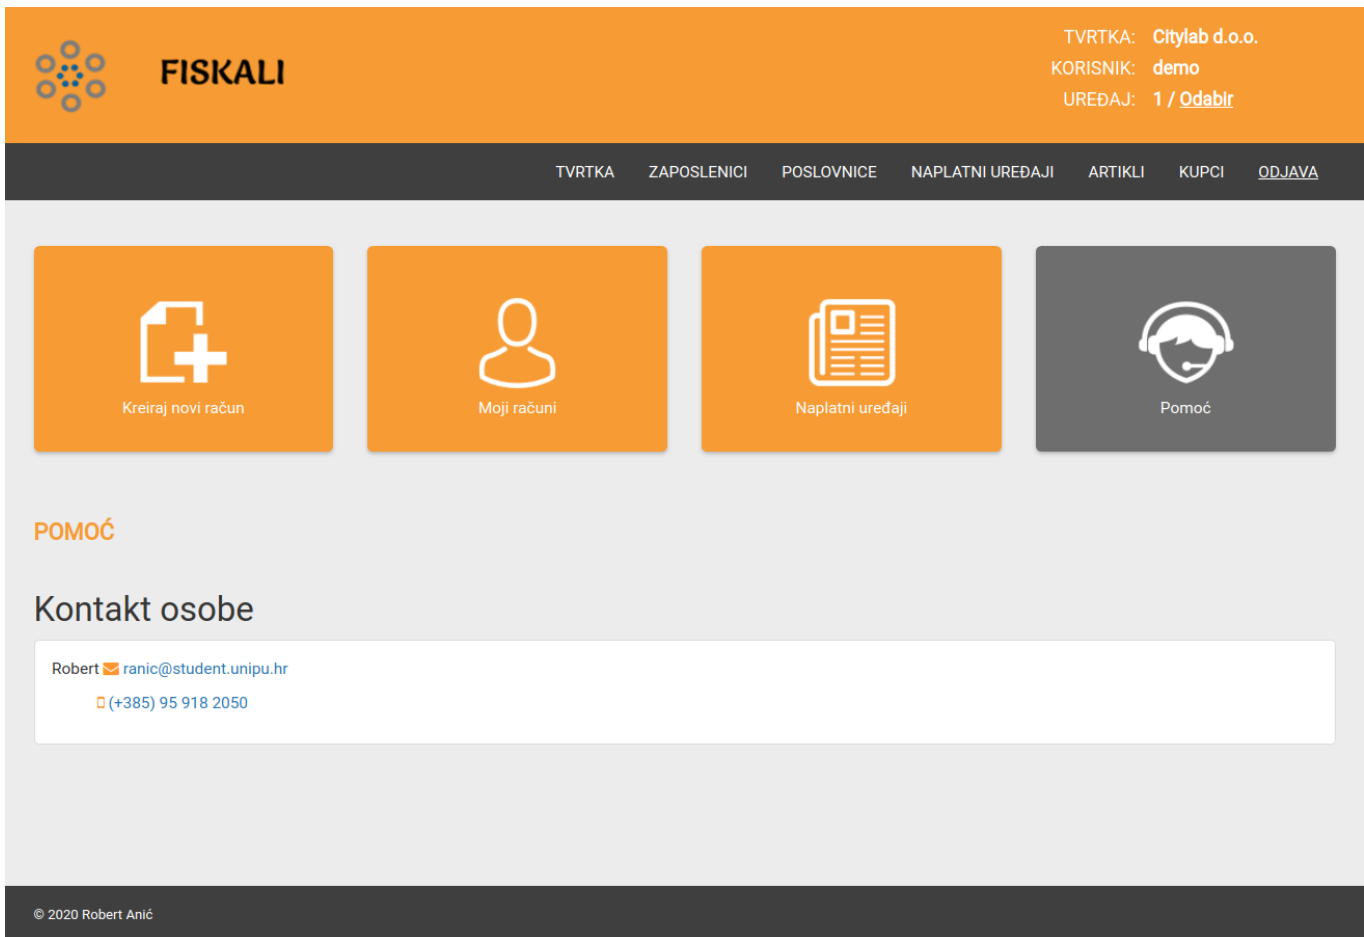 FISKALI
TVRTKA: Citylab d.o.o.
KORISNIK: demo
UREĐAJ: 1 / Odabir
TVRTKA ZAPOSLENICI POSLOVNICE NAPLATNI UREĐAJI ARTIKLI KUPCI ODJAVA
Kreiraj novi račun
Moji računi
Naplatni uređaji
Pomoć
POMOĆ
Kontakt osobe
Robert ranic@student.unipu.hr
(+385) 95 918 2050
© 2020 Robert Anić